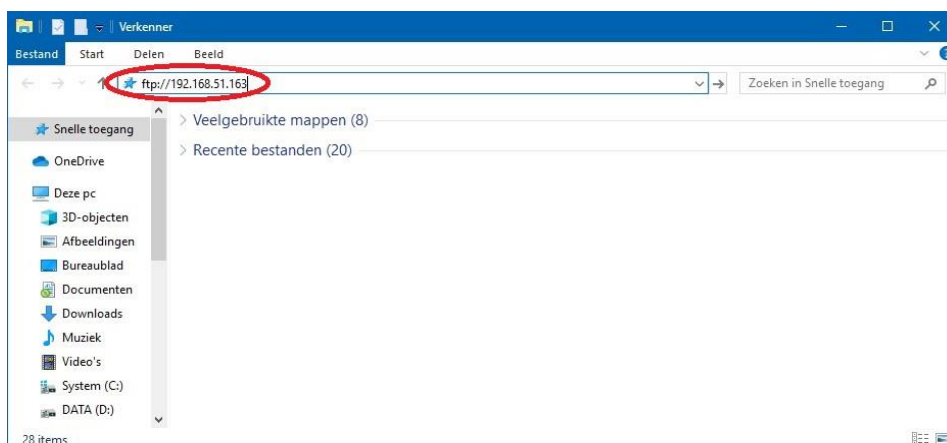 Verkenner
Bestand Start Delen Beeld
ftp://192.168.51.163 Zoeken in Snelle toegang
Snelle toegang
OneDrive
Deze pc
3D-objecten
Afbeeldingen
Bureaublad
Documenten
Downloads
Muziek
Video's
System (C:)
DATA (D:)
Veelgebruikte mappen (8)
Recente bestanden (20)
28 items